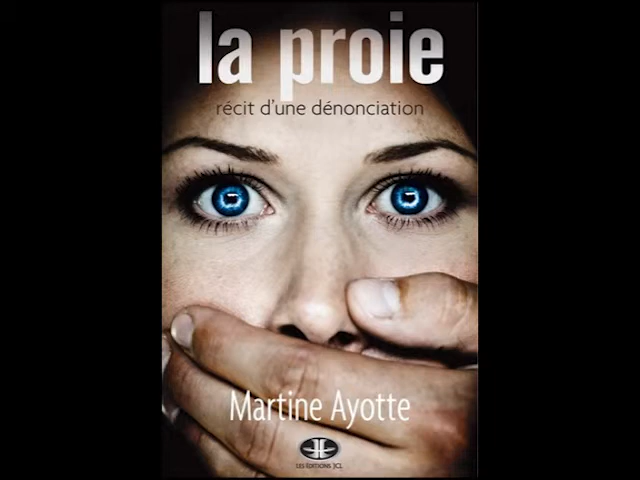 la proie
récit d'une dénonciation
Martine Ayotte
LES ÉDITIONS JCL